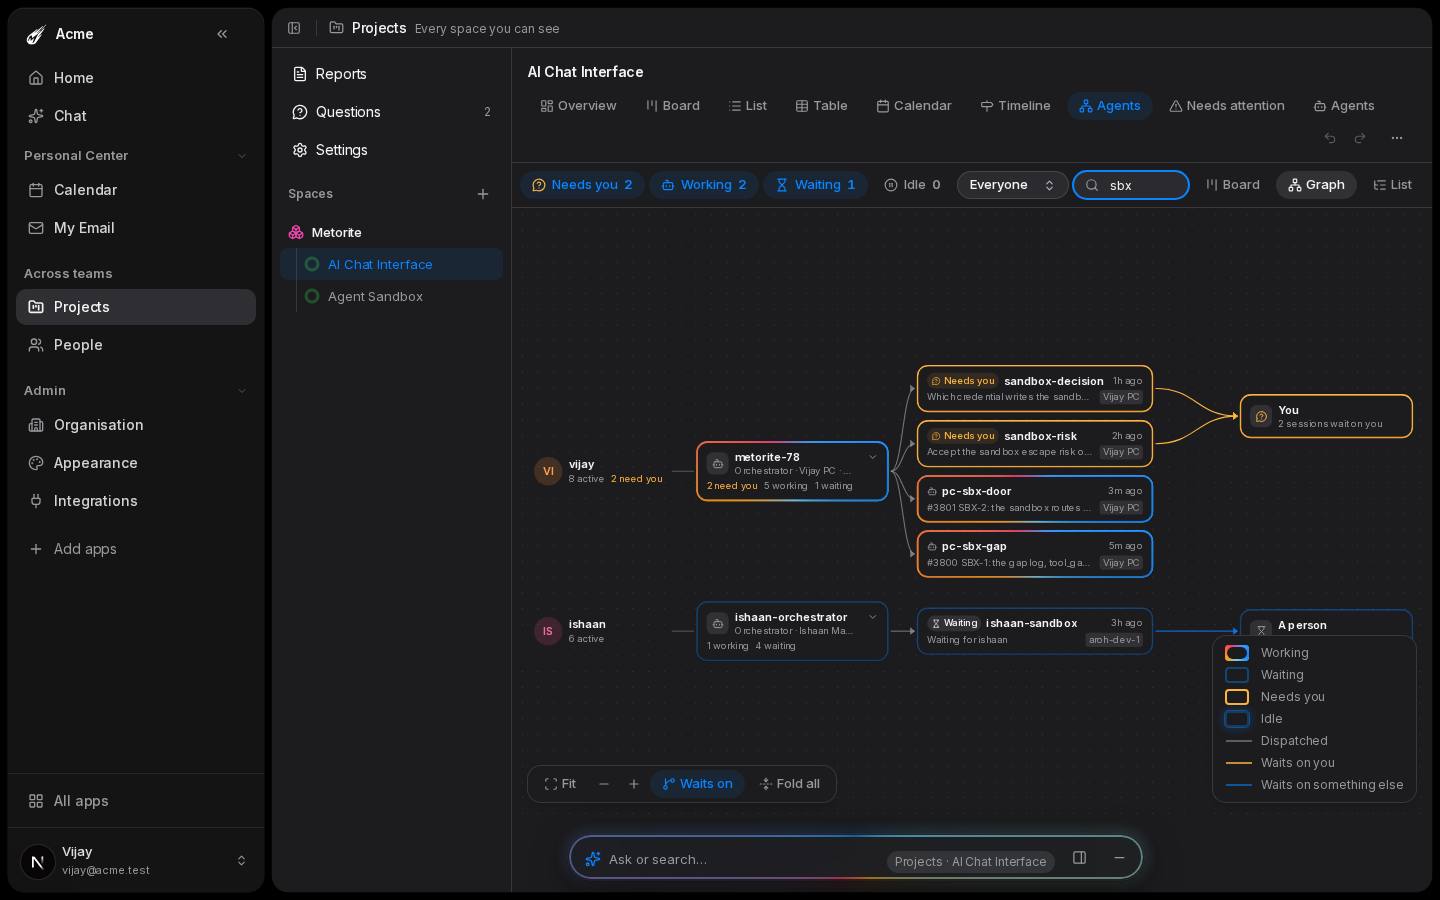 Acme
Home
Chat
Personal Center
Calendar
My Email
Across teams
Projects
People
Admin
Organisation
Appearance
Integrations
Add apps
All apps
Vijay
vijay@acme.test
Projects Every space you can see
Reports
Questions 2
Settings
Spaces
Metorite
AI Chat Interface
Agent Sandbox
AI Chat Interface
Overview Board List Table Calendar Timeline Agents Needs attention Agents
Needs you 2 Working 2 Waiting 1 Idle 0 Everyone sbx Board Graph List
VI vijay
8 active 2 need you
metorite-78
Orchestrator · Vijay PC · ...
2 need you 5 working 1 waiting
Needs you sandbox-decision 1h ago
Which credential writes the sandb... Vijay PC
Needs you sandbox-risk 2h ago
Accept the sandbox escape risk o... Vijay PC
pc-sbx-door 3m ago
#3801 SBX-2: the sandbox routes ... Vijay PC
pc-sbx-gap 5m ago
#3800 SBX-1: the gap log, tool_ga... Vijay PC
You
2 sessions wait on you
IS ishaan
6 active
ishaan-orchestrator
Orchestrator · Ishaan Ma...
1 working 4 waiting
Waiting ishaan-sandbox 3h ago
Waiting for ishaan aroh-dev-1
A person
Working
Waiting
Needs you
Idle
Dispatched
Waits on you
Waits on something else
Fit Waits on Fold all
Ask or search... Projects · AI Chat Interface